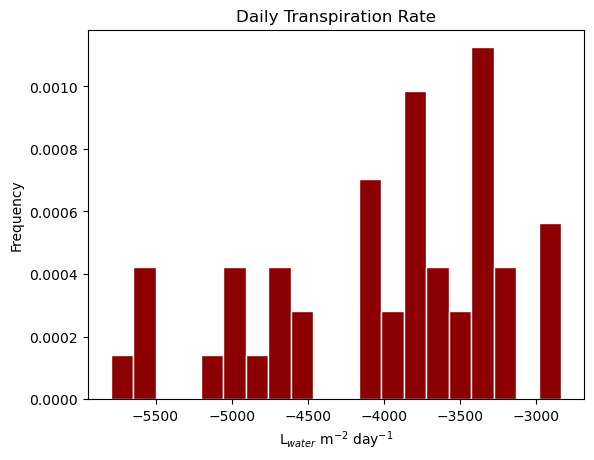 Daily Transpiration Rate
Frequency
0.0010
0.0008
0.0006
0.0004
0.0002
0.0000
−5500 −5000 −4500 −4000 −3500 −3000
L$_{water}$ m$^{-2}$ day$^{-1}$